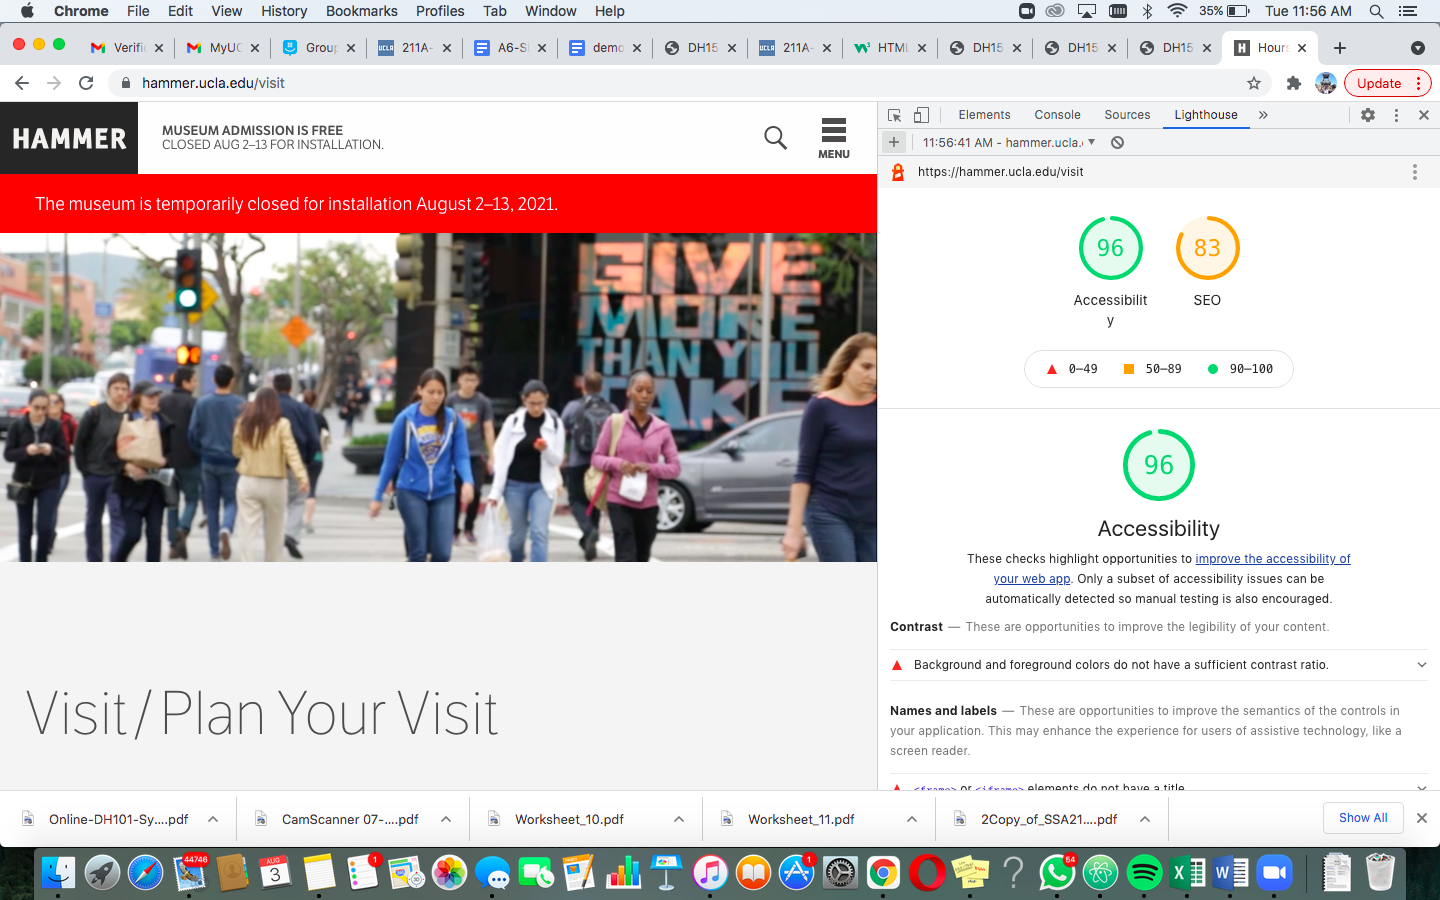 Chrome File Edit View History Bookmarks Profiles Tab Window Help 35% Tue 11:56 AM
Verific MyUC Group 211A- A6-S demo DH15 211A- HTML DH15 DH15 DH15 Hours
hammer.ucla.edu/visit Update
HAMMER
MUSEUM ADMISSION IS FREE
CLOSED AUG 2–13 FOR INSTALLATION.
MENU
The museum is temporarily closed for installation August 2–13, 2021.
GIVE
MORE
THAN YOU
TAKE
Visit / Plan Your Visit
Elements Console Sources Lighthouse
11:56:41 AM - hammer.ucla.
https://hammer.ucla.edu/visit
96 83
Accessibilit SEO
y
0–49 50–89 90–100
96
Accessibility
These checks highlight opportunities to improve the accessibility of
your web app. Only a subset of accessibility issues can be
automatically detected so manual testing is also encouraged.
Contrast — These are opportunities to improve the legibility of your content.
Background and foreground colors do not have a sufficient contrast ratio.
Names and labels — These are opportunities to improve the semantics of the controls in
your application. This may enhance the experience for users of assistive technology, like a
screen reader.
<frame> or <iframe> elements do not have a title
Online-DH101-Sy....pdf CamScanner 07-....pdf Worksheet_10.pdf Worksheet_11.pdf 2Copy_of_SSA21....pdf Show All
44746 AUG 3 1 1 54